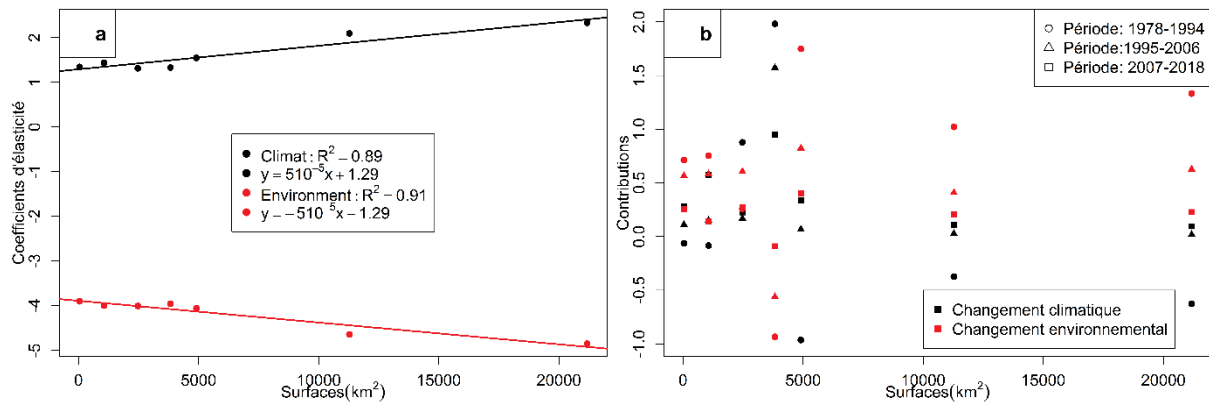 a
Coefficients d'élasticité
2
1
0
-1
-2
-3
-4
-5
Climat: R² – 0.89
y = 510⁻⁵x + 1.29
Environment: R² – 0.91
y = –510⁻⁵x – 1.29
0 5000 10000 15000 20000
Surfaces(km²)
b
Contributions
2.0
1.5
1.0
0.5
0.0
-0.5
-1.0
Période: 1978-1994
Période:1995-2006
Période: 2007-2018
Changement climatique
Changement environnemental
0 5000 10000 15000 20000
Surfaces(km²)